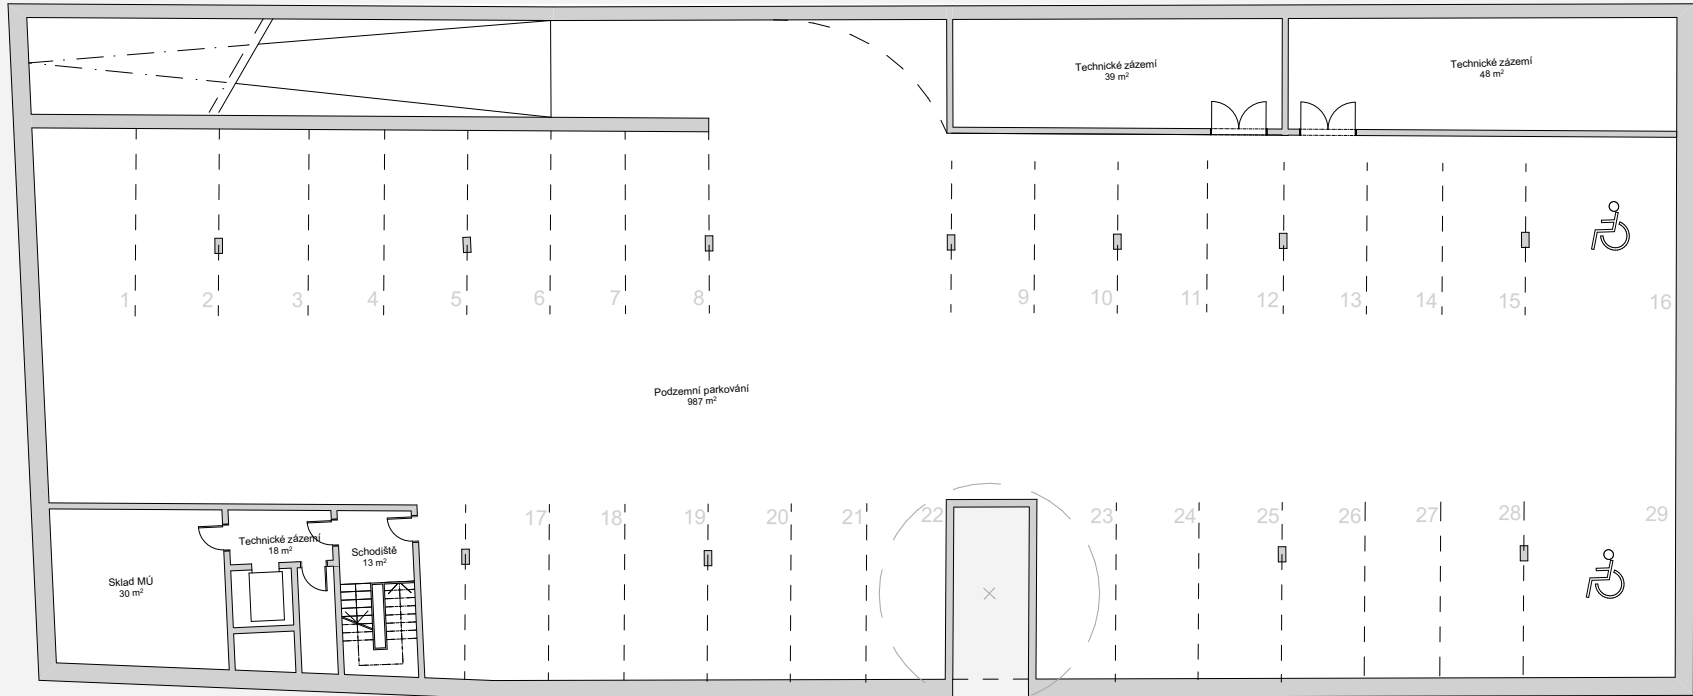 Technické zázemí
39 m²
Technické zázemí
48 m²
1 2 3 4 5 6 7 8 9 10 11 12 13 14 15 16
Podzemní parkování
987 m²
17 18 19 20 21 22 23 24 25 26 27 28 29
Technické zázemí
18 m²
Schodiště
13 m²
Sklad MÚ
30 m²